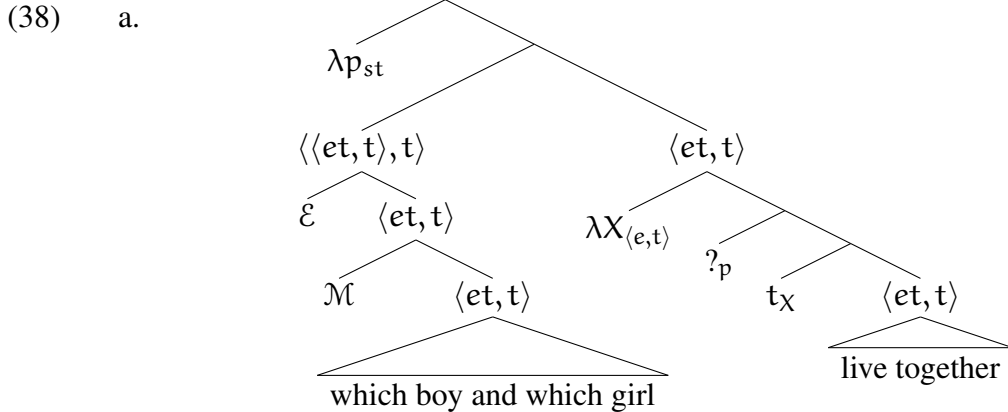 (38) a.
λp_st
⟨⟨et, t⟩, t⟩ ⟨et, t⟩
ℰ ⟨et, t⟩ λX_⟨e,t⟩
?_p
ℳ ⟨et, t⟩ t_X ⟨et, t⟩
which boy and which girl live together